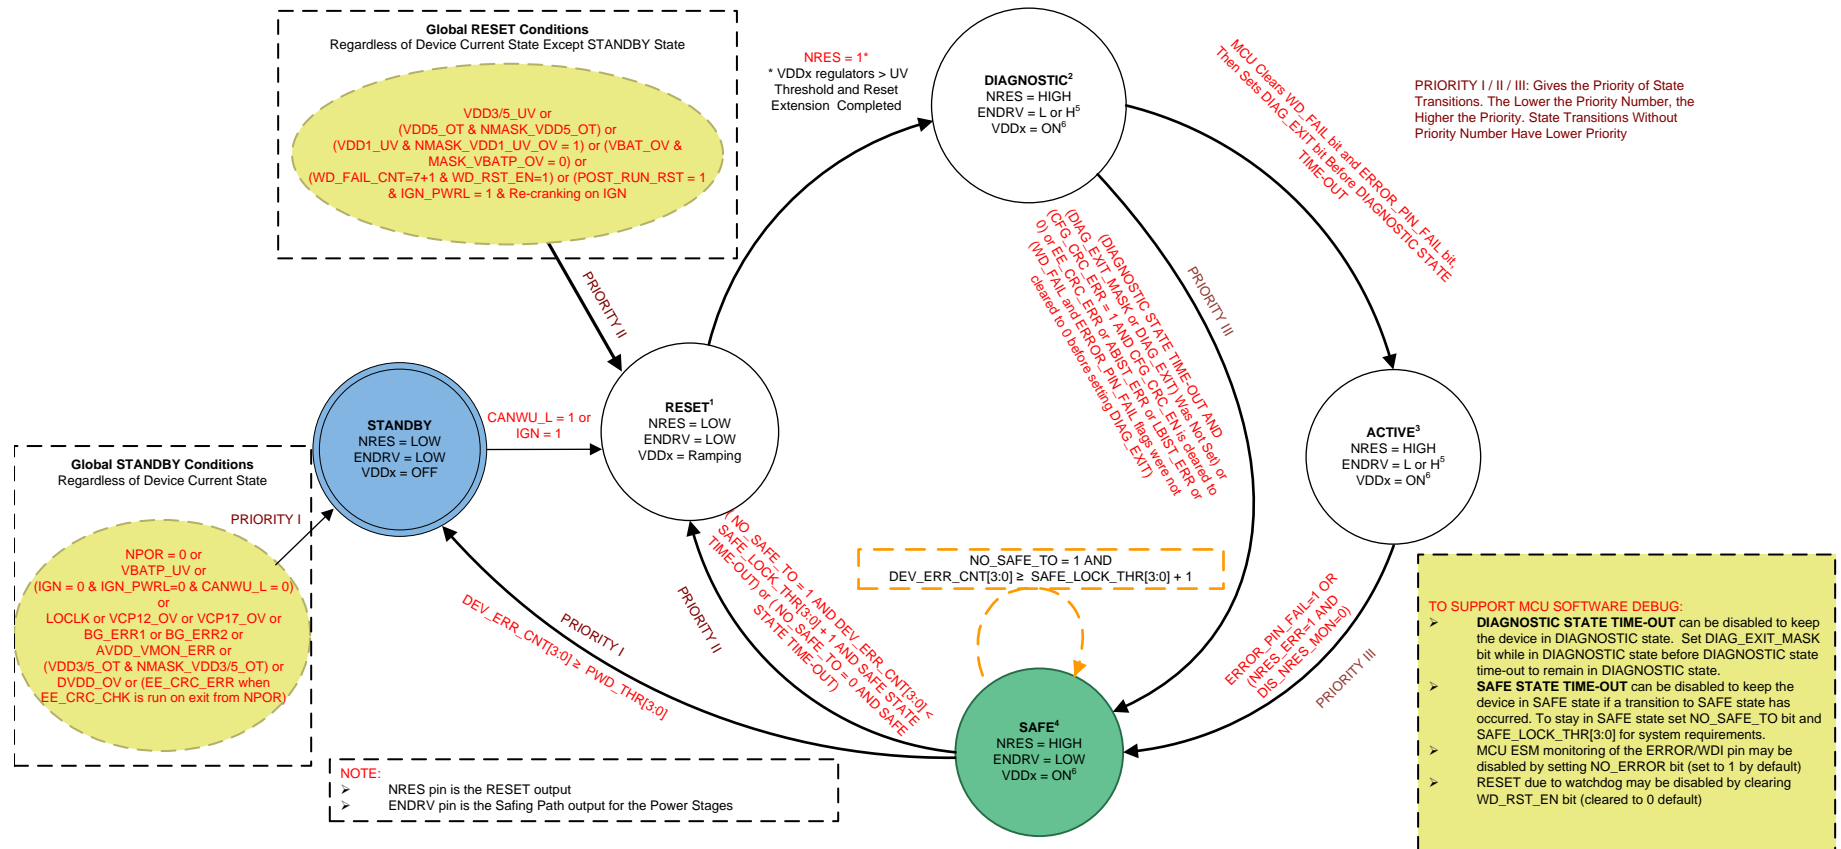 Global RESET Conditions
Regardless of Device Current State Except STANDBY State
VDD3/5_UV or
(VDD5_OT & NMASK_VDD5_OT) or
(VDD1_UV & NMASK_VDD1_UV_OV = 1) or (VBAT_OV &
MASK_VBATP_OV = 0) or
(WD_FAIL_CNT=7+1 & WD_RST_EN=1) or (POST_RUN_RST = 1
& IGN_PWRL = 1 & Re-cranking on IGN
PRIORITY II
NRES = 1*
* VDDx regulators > UV
Threshold and Reset
Extension Completed
DIAGNOSTIC2
NRES = HIGH
ENDRV = L or H5
VDDx = ON6
MCU Clears WD_FAIL bit and ERROR_PIN_FAIL bit,
Then Sets DIAG_EXIT bit Before DIAGNOSTIC STATE
TIME-OUT
PRIORITY I / II / III: Gives the Priority of State
Transitions. The Lower the Priority Number, the
Higher the Priority. State Transitions Without
Priority Number Have Lower Priority
(DIAGNOSTIC STATE TIME-OUT AND
(DIAG_EXIT_MASK or DIAG_EXIT) Was Not Set) or
(CFG_CRC_ERR = 1 AND CFG_CRC_EN is cleared to
0) or EE_CRC_ERR or ABIST_ERR or LBIST_ERR or
(WD_FAIL and ERROR_PIN_FAIL flags were not
cleared to 0 before setting DIAG_EXIT)
PRIORITY III
STANDBY
NRES = LOW
ENDRV = LOW
VDDx = OFF
CANWU_L = 1 or
IGN = 1
RESET1
NRES = LOW
ENDRV = LOW
VDDx = Ramping
ACTIVE3
NRES = HIGH
ENDRV = L or H5
VDDx = ON6
Global STANDBY Conditions
Regardless of Device Current State
PRIORITY I
NPOR = 0 or
VBATP_UV or
(IGN = 0 & IGN_PWRL=0 & CANWU_L = 0)
or
LOCLK or VCP12_OV or VCP17_OV or
BG_ERR1 or BG_ERR2 or
AVDD_VMON_ERR or
(VDD3/5_OT & NMASK_VDD3/5_OT) or
DVDD_OV or (EE_CRC_ERR when
EE_CRC_CHK is run on exit from NPOR)
PRIORITY I
DEV_ERR_CNT[3:0] ≥ PWD_THR[3:0]
( NO_SAFE_TO = 1 AND DEV_ERR_CNT[3:0] <
SAFE_LOCK_THR[3:0] + 1 AND SAFE STATE
TIME-OUT) or ( NO_SAFE_TO = 0 AND SAFE
STATE TIME-OUT)
PRIORITY II
NO_SAFE_TO = 1 AND
DEV_ERR_CNT[3:0] ≥ SAFE_LOCK_THR[3:0] + 1
ERROR_PIN_FAIL=1 OR
(NRES_ERR=1 AND
DIS_NRES_MON=0)
PRIORITY III
SAFE4
NRES = HIGH
ENDRV = LOW
VDDx = ON6
NOTE:
➢ NRES pin is the RESET output
➢ ENDRV pin is the Safing Path output for the Power Stages
TO SUPPORT MCU SOFTWARE DEBUG:
➢ DIAGNOSTIC STATE TIME-OUT can be disabled to keep
the device in DIAGNOSTIC state. Set DIAG_EXIT_MASK
bit while in DIAGNOSTIC state before DIAGNOSTIC state
time-out to remain in DIAGNOSTIC state.
➢ SAFE STATE TIME-OUT can be disabled to keep the
device in SAFE state if a transition to SAFE state has
occurred. To stay in SAFE state set NO_SAFE_TO bit and
SAFE_LOCK_THR[3:0] for system requirements.
➢ MCU ESM monitoring of the ERROR/WDI pin may be
disabled by setting NO_ERROR bit (set to 1 by default)
➢ RESET due to watchdog may be disabled by clearing
WD_RST_EN bit (cleared to 0 default)